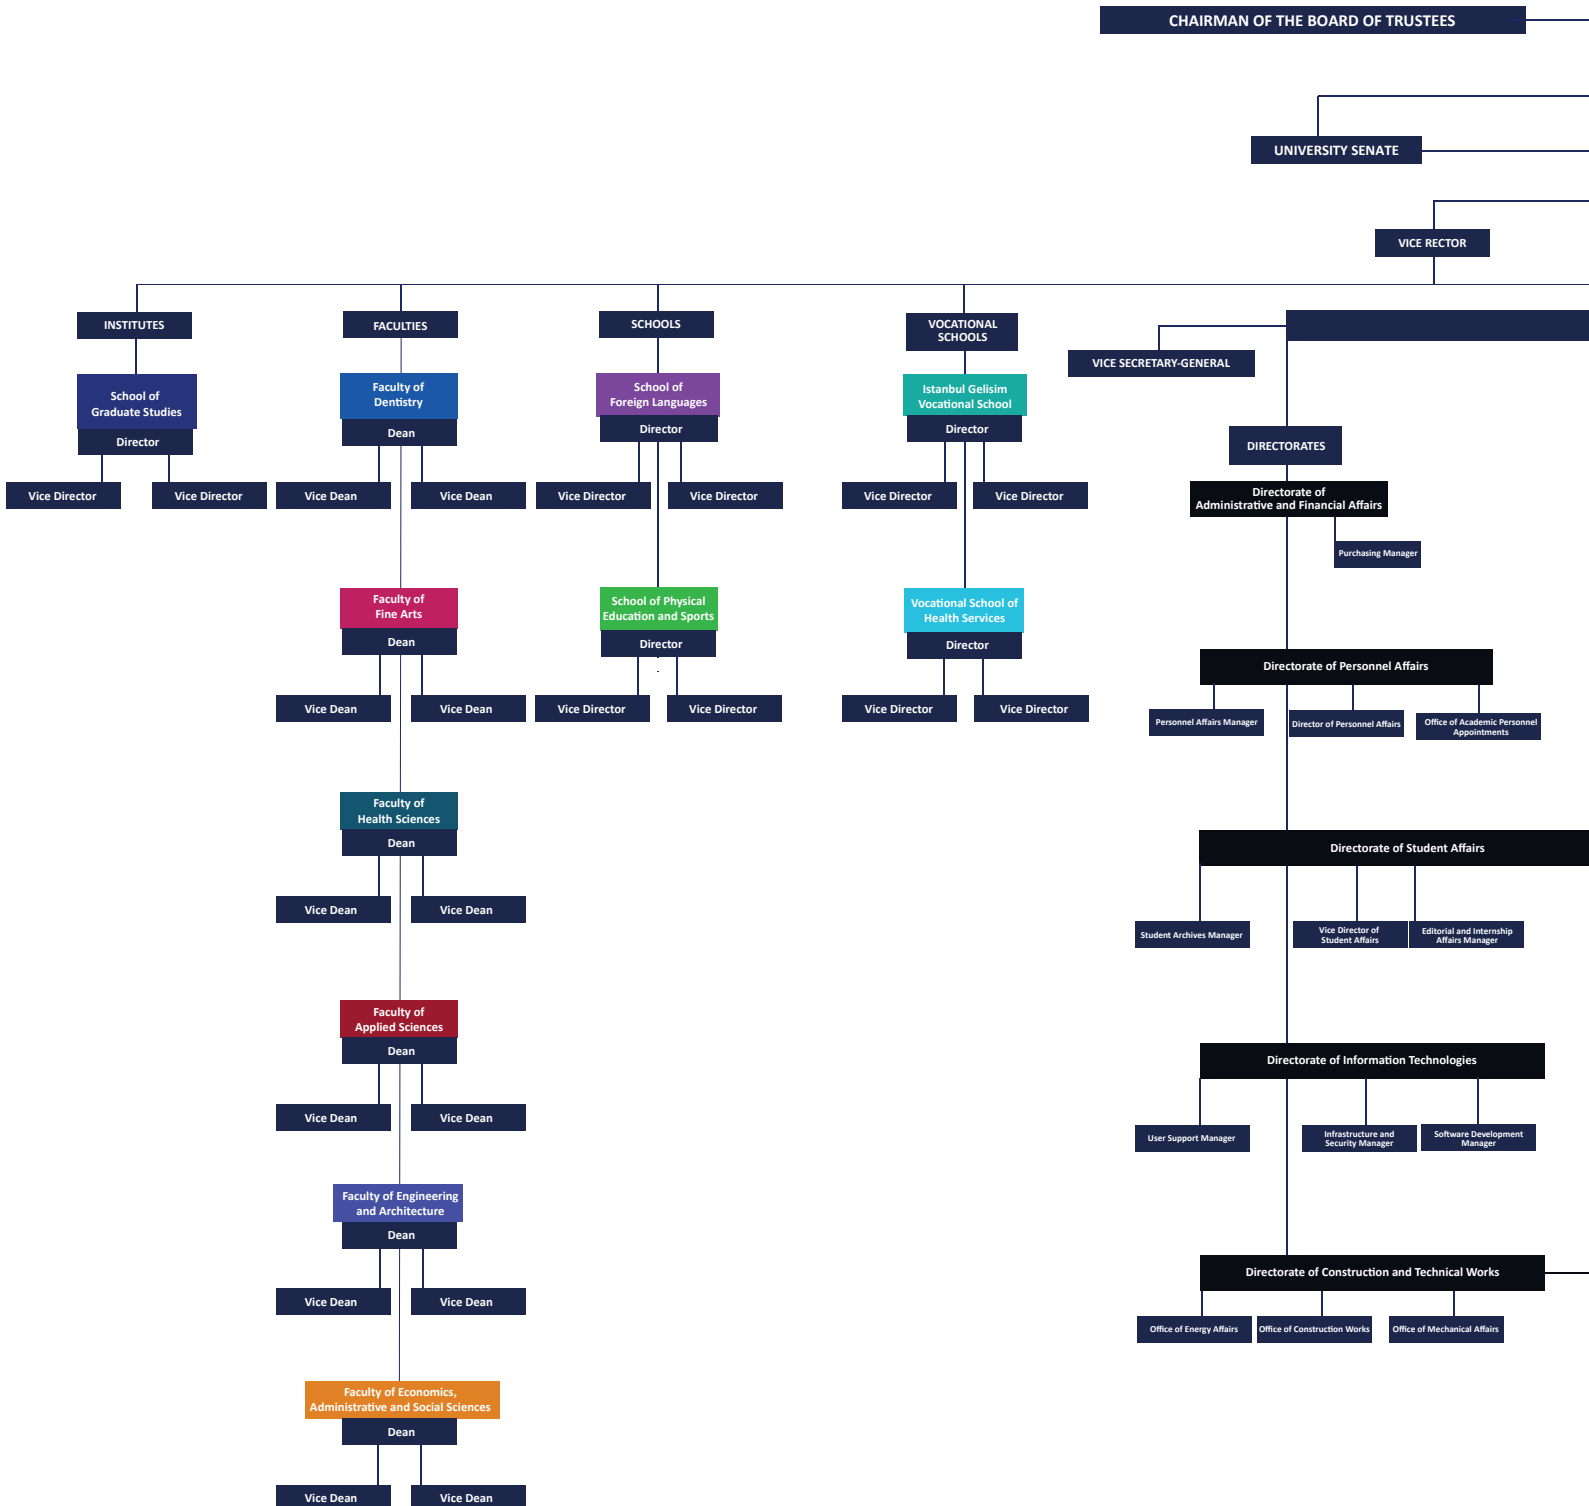 CHAIRMAN OF THE BOARD OF TRUSTEES
UNIVERSITY SENATE
VICE RECTOR
INSTITUTES
School of
Graduate Studies
Director
Vice Director
Vice Director
FACULTIES
Faculty of
Dentistry
Dean
Vice Dean
Vice Dean
Faculty of
Fine Arts
Dean
Vice Dean
Vice Dean
Faculty of
Health Sciences
Dean
Vice Dean
Vice Dean
Faculty of
Applied Sciences
Dean
Vice Dean
Vice Dean
Faculty of Engineering
and Architecture
Dean
Vice Dean
Vice Dean
Faculty of Economics,
Administrative and Social Sciences
Dean
Vice Dean
Vice Dean
SCHOOLS
School of
Foreign Languages
Director
Vice Director
Vice Director
School of Physical
Education and Sports
Director
Vice Director
Vice Director
VOCATIONAL
SCHOOLS
Istanbul Gelisim
Vocational School
Director
Vice Director
Vice Director
Vocational School of
Health Services
Director
Vice Director
Vice Director
VICE SECRETARY-GENERAL
DIRECTORATES
Directorate of
Administrative and Financial Affairs
Purchasing Manager
Directorate of Personnel Affairs
Personnel Affairs Manager
Director of Personnel Affairs
Office of Academic Personnel
Appointments
Directorate of Student Affairs
Student Archives Manager
Vice Director of
Student Affairs
Editorial and Internship
Affairs Manager
Directorate of Information Technologies
User Support Manager
Infrastructure and
Security Manager
Software Development
Manager
Directorate of Construction and Technical Works
Office of Energy Affairs
Office of Construction Works
Office of Mechanical Affairs